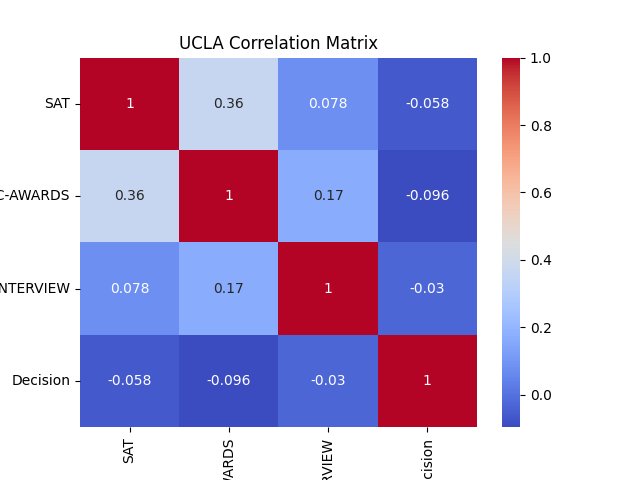 UCLA Correlation Matrix
SAT 1 0.36 0.078 -0.058
C-AWARDS 0.36 1 0.17 -0.096
NTERVIEW 0.078 0.17 1 -0.03
Decision -0.058 -0.096 -0.03 1
SAT WARDS RVIEW cision
1.0
0.8
0.6
0.4
0.2
0.0